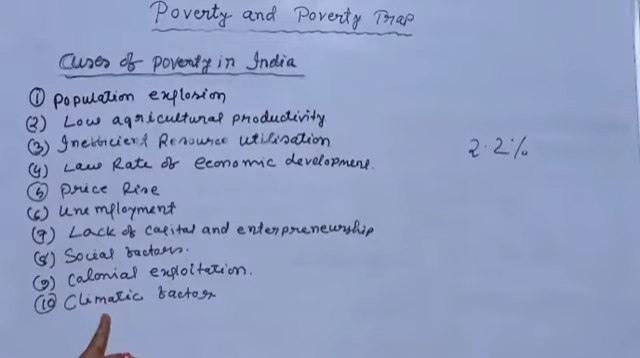 Poverty and Poverty Trap
Cuses of poverty in India
① Population explosion
(2) Low agricultural productivity
(3) Inefficient Resource utilisation
2.2%
(4) Law Rate of economic development.
(5) Price Rise
(6) Unemployment
(7) Lack of capital and enterpreneurship
(8) Social factors.
(9) Colonial exploitation.
(10) Climatic factor